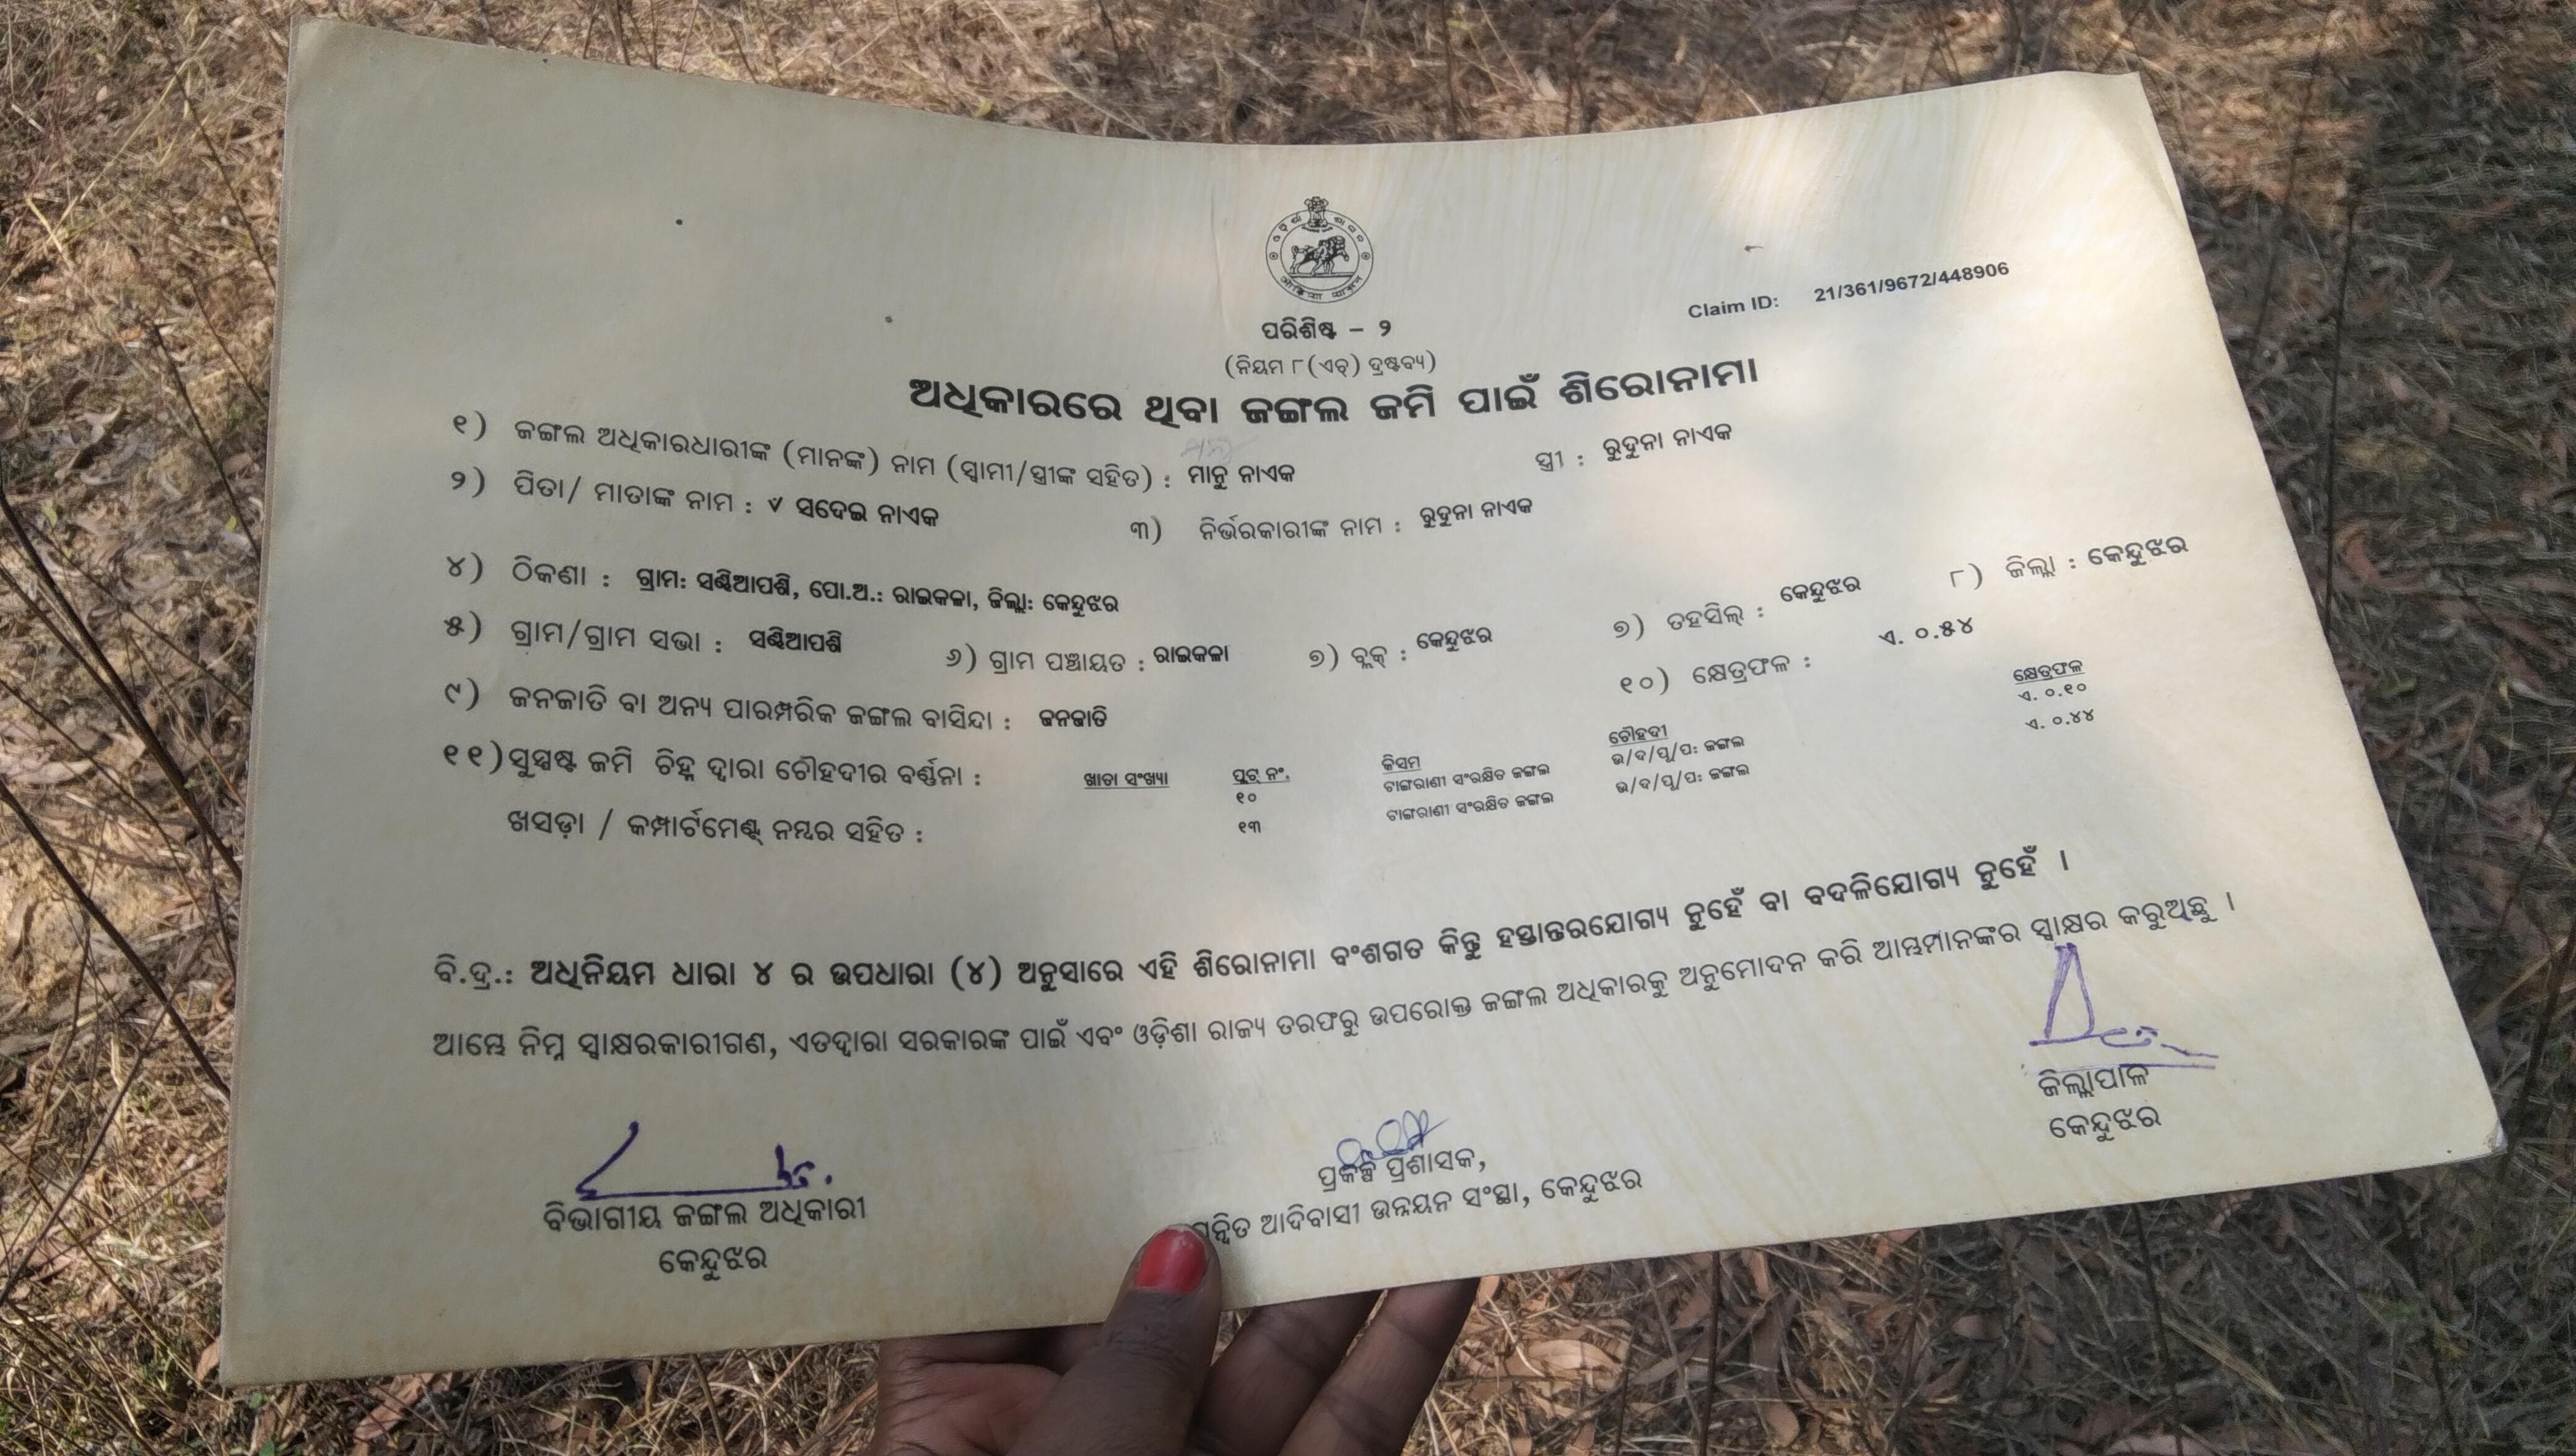 ପରିଶିଷ୍ଟ – ୨
Claim ID: 21/361/9672/448906
(ନିୟମ ୮(ଏଚ୍) ଦ୍ରଷ୍ଟବ୍ୟ)
ଅଧିକାରରେ ଥିବା ଜଙ୍ଗଲ ଜମି ପାଇଁ ଶିରୋନାମା
୧) ଜଙ୍ଗଲ ଅଧିକାରଧାରୀଙ୍କ (ମାନଙ୍କ) ନାମ (ସ୍ୱାମୀ/ସ୍ତ୍ରୀଙ୍କ ସହିତ) : ମାନୁ ନାଏକ ସ୍ତ୍ରୀ : ରୁଦୁନା ନାଏକ
୨) ପିତା/ ମାତାଙ୍କ ନାମ : ସଦେଇ ନାଏକ ୩) ନିର୍ଭରକାରୀଙ୍କ ନାମ : ରୁଦୁନା ନାଏକ
୪) ଠିକଣା : ଗ୍ରାମ: ସଣ୍ଢିଆପଶି, ପୋ.ଅ.: ରାଇକଳା, ଜିଲ୍ଲା: କେନ୍ଦୁଝର
୫) ଗ୍ରାମ/ଗ୍ରାମ ସଭା : ସଣ୍ଢିଆପଶି ୬) ଗ୍ରାମ ପଞ୍ଚାୟତ : ରାଇକଳା ୭) ବ୍ଲକ୍ : କେନ୍ଦୁଝର ୭) ତହସିଲ୍ : କେନ୍ଦୁଝର ୮) ଜିଲ୍ଲା : କେନ୍ଦୁଝର
୯) ଜନଜାତି ବା ଅନ୍ୟ ପାରମ୍ପରିକ ଜଙ୍ଗଲ ବାସିନ୍ଦା : ଜନଜାତି ୧୦) କ୍ଷେତ୍ରଫଳ : ଏ. ୦.୫୪
୧୧) ସୁସ୍ପଷ୍ଟ ଜମି ଚିହ୍ନ ଦ୍ୱାରା ଚୌହଦୀର ବର୍ଣ୍ଣନା : ଖାତା ସଂଖ୍ୟା ପ୍ଲଟ୍ ନଂ. କିସମ ଚୌହଦୀ କ୍ଷେତ୍ରଫଳ
୧୦ ଟାଙ୍ଗରାଣୀ ସଂରକ୍ଷିତ ଜଙ୍ଗଲ ଉ/ଦ/ପୂ/ପ: ଜଙ୍ଗଲ ଏ. ୦.୧୦
ଖସଡ଼ା / କମ୍ପାର୍ଟମେଣ୍ଟ୍ ନମ୍ବର ସହିତ : ୧୩ ଟାଙ୍ଗରାଣୀ ସଂରକ୍ଷିତ ଜଙ୍ଗଲ ଉ/ଦ/ପୂ/ପ: ଜଙ୍ଗଲ ଏ. ୦.୪୪
ବି.ଦ୍ର.: ଅଧିନିୟମ ଧାରା ୪ ର ଉପଧାରା (୪) ଅନୁସାରେ ଏହି ଶିରୋନାମା ବଂଶଗତ କିନ୍ତୁ ହସ୍ତାନ୍ତରଯୋଗ୍ୟ ନୁହେଁ ବା ବଦଳିଯୋଗ୍ୟ ନୁହେଁ ।
ଆମ୍ଭେ ନିମ୍ନ ସ୍ୱାକ୍ଷରକାରୀଗଣ, ଏତଦ୍ୱାରା ସରକାରଙ୍କ ପାଇଁ ଏବଂ ଓଡ଼ିଶା ରାଜ୍ୟ ତରଫରୁ ଉପରୋକ୍ତ ଜଙ୍ଗଲ ଅଧିକାରକୁ ଅନୁମୋଦନ କରି ଆମ୍ଭମାନଙ୍କର ସ୍ୱାକ୍ଷର କରୁଅଛୁ ।
ବିଭାଗୀୟ ଜଙ୍ଗଲ ଅଧିକାରୀ
କେନ୍ଦୁଝର
ପ୍ରକଳ୍ପ ପ୍ରଶାସକ,
ଆଦିବାସୀ ଉନ୍ନୟନ ସଂସ୍ଥା, କେନ୍ଦୁଝର
ଜିଲ୍ଲାପାଳ
କେନ୍ଦୁଝର